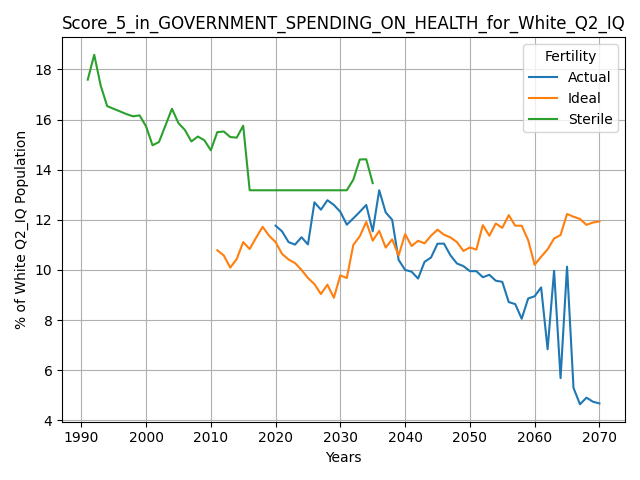 Score_5_in_GOVERNMENT_SPENDING_ON_HEALTH_for_White_Q2_IQ
Fertility
Actual
Ideal
Sterile
% of White Q2_IQ Population
18
16
14
12
10
8
6
4
1990 2000 2010 2020 2030 2040 2050 2060 2070
Years